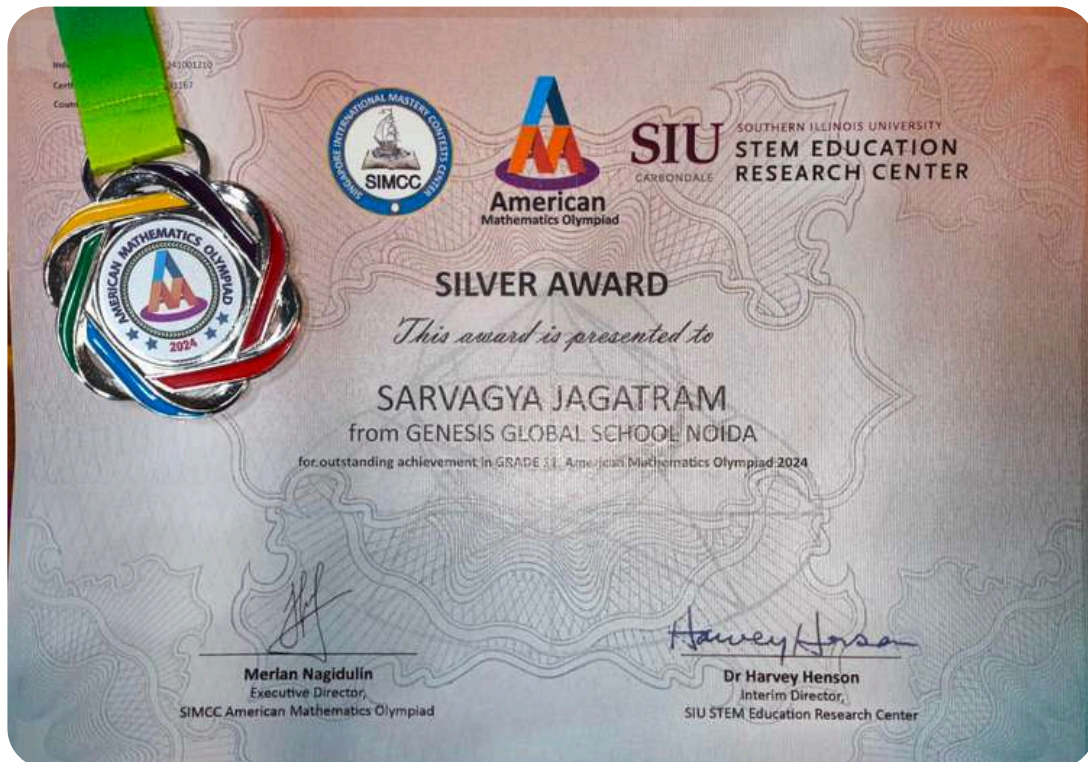 241001210
SINGAPORE INTERNATIONAL MASTERY CONTESTS CENTER
SIMCC
American
Mathematics Olympiad
SIU
CARBONDALE
SOUTHERN ILLINOIS UNIVERSITY
STEM EDUCATION
RESEARCH CENTER
AMERICAN MATHEMATICS OLYMPIAD
2024
SILVER AWARD
This award is presented to
SARVAGYA JAGATRAM
from GENESIS GLOBAL SCHOOL NOIDA
for outstanding achievement in GRADE American Mathematics Olympiad 2024
Harvey Henson
Merlan Nagidulin
Executive Director,
SIMCC American Mathematics Olympiad
Dr Harvey Henson
Interim Director,
SIU STEM Education Research Center